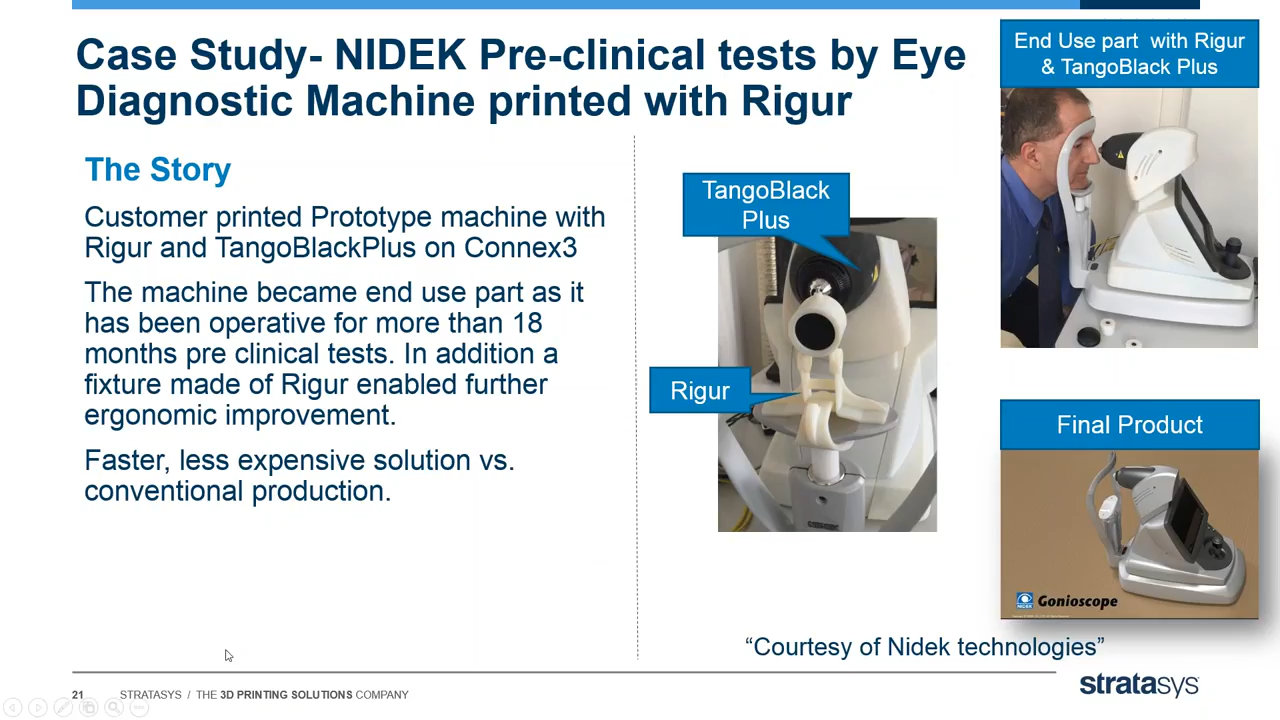 Case Study- NIDEK Pre-clinical tests by Eye
Diagnostic Machine printed with Rigur
The Story
Customer printed Prototype machine with
Rigur and TangoBlackPlus on Connex3
The machine became end use part as it
has been operative for more than 18
months pre clinical tests. In addition a
fixture made of Rigur enabled further
ergonomic improvement.
Faster, less expensive solution vs.
conventional production.
TangoBlack
Plus
Rigur
End Use part with Rigur
& TangoBlack Plus
Final Product
NIDEK
Gonioscope
“Courtesy of Nidek technologies”
21
STRATASYS / THE 3D PRINTING SOLUTIONS COMPANY
stratasys